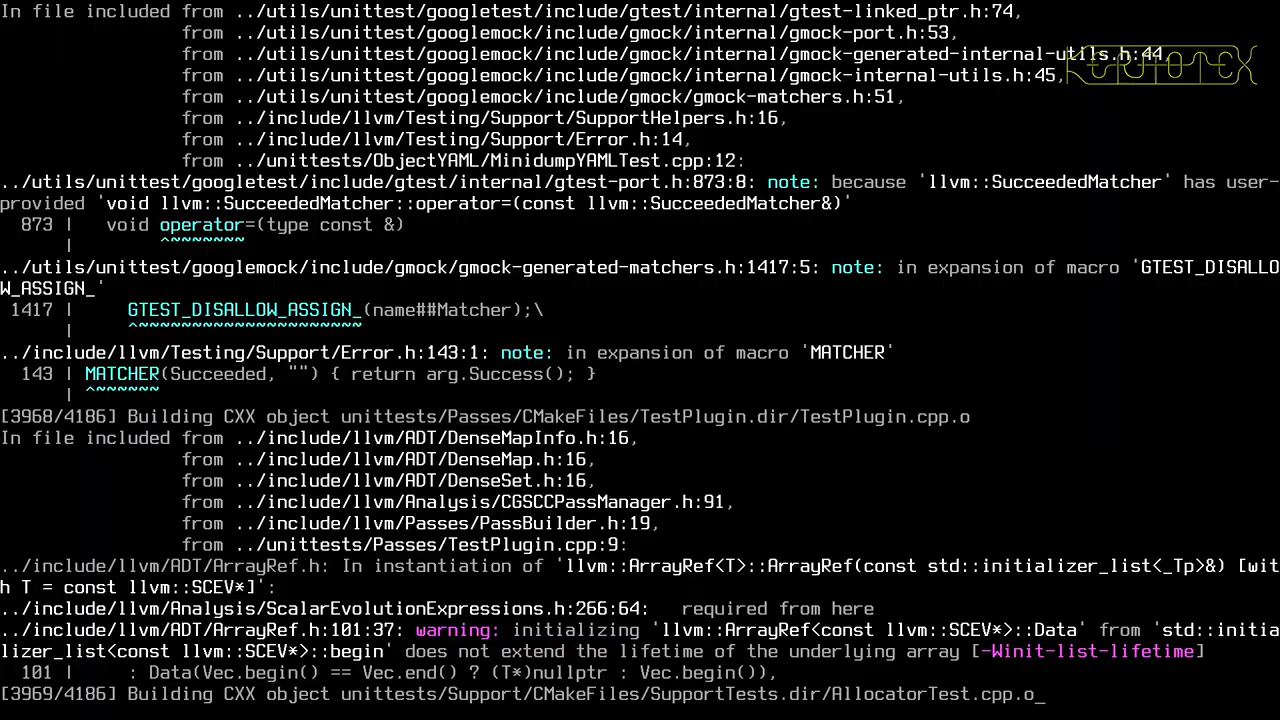 In file included from ../utils/unittest/googletest/include/gtest/internal/gtest-linked_ptr.h:74,
                 from ../utils/unittest/googlemock/include/gmock/internal/gmock-port.h:53,
                 from ../utils/unittest/googlemock/include/gmock/internal/gmock-generated-internal-utils.h:44,
                 from ../utils/unittest/googlemock/include/gmock/internal/gmock-internal-utils.h:45,
                 from ../utils/unittest/googlemock/include/gmock/gmock-matchers.h:51,
                 from ../include/llvm/Testing/Support/SupportHelpers.h:16,
                 from ../include/llvm/Testing/Support/Error.h:14,
                 from ../unittests/ObjectYAML/MinidumpYAMLTest.cpp:12:
../utils/unittest/googletest/include/gtest/internal/gtest-port.h:873:8: note: because 'llvm::SucceededMatcher' has user-
provided 'void llvm::SucceededMatcher::operator=(const llvm::SucceededMatcher&)'
  873 |   void operator=(type const &)
      |        ^~~~~~~~
../utils/unittest/googlemock/include/gmock/gmock-generated-matchers.h:1417:5: note: in expansion of macro 'GTEST_DISALLO
W_ASSIGN_'
 1417 |     GTEST_DISALLOW_ASSIGN_(name##Matcher);\
      |     ^~~~~~~~~~~~~~~~~~~~~~
../include/llvm/Testing/Support/Error.h:143:1: note: in expansion of macro 'MATCHER'
  143 | MATCHER(Succeeded, "") { return arg.Success(); }
      | ^~~~~~~
[3968/4186] Building CXX object unittests/Passes/CMakeFiles/TestPlugin.dir/TestPlugin.cpp.o
In file included from ../include/llvm/ADT/DenseMapInfo.h:16,
                 from ../include/llvm/ADT/DenseMap.h:16,
                 from ../include/llvm/ADT/DenseSet.h:16,
                 from ../include/llvm/Analysis/CGSCCPassManager.h:91,
                 from ../include/llvm/Passes/PassBuilder.h:19,
                 from ../unittests/Passes/TestPlugin.cpp:9:
../include/llvm/ADT/ArrayRef.h: In instantiation of 'llvm::ArrayRef<T>::ArrayRef(const std::initializer_list<_Tp>&) [wit
h T = const llvm::SCEV*]':
../include/llvm/Analysis/ScalarEvolutionExpressions.h:266:64:   required from here
../include/llvm/ADT/ArrayRef.h:101:37: warning: initializing 'llvm::ArrayRef<const llvm::SCEV*>::Data' from 'std::initia
lizer_list<const llvm::SCEV*>::begin' does not extend the lifetime of the underlying array [-Winit-list-lifetime]
  101 |     : Data(Vec.begin() == Vec.end() ? (T*)nullptr : Vec.begin()),
[3969/4186] Building CXX object unittests/Support/CMakeFiles/SupportTests.dir/AllocatorTest.cpp.o_